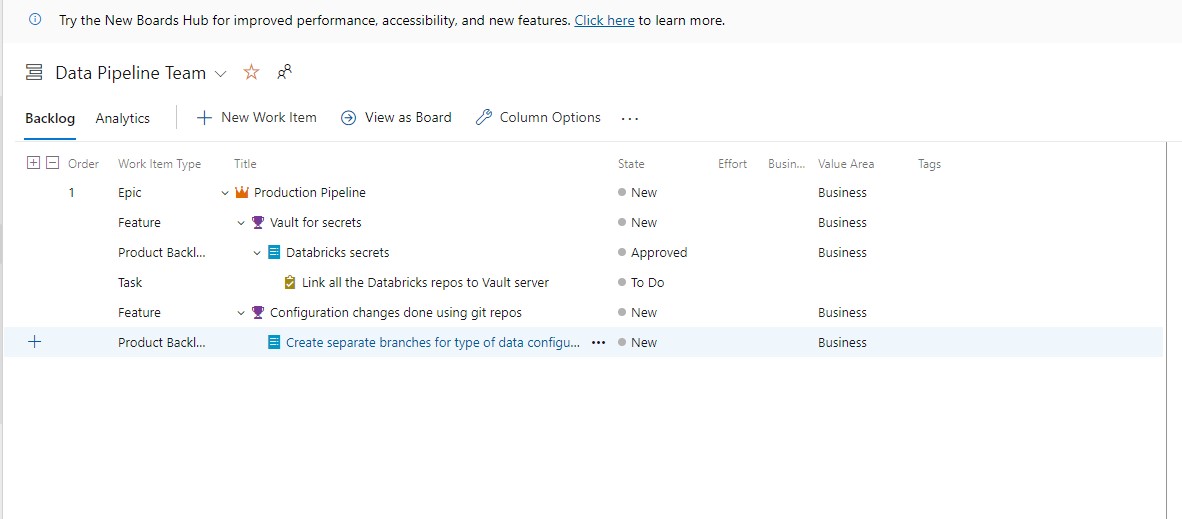 Try the New Boards Hub for improved performance, accessibility, and new features. Click here to learn more.
Data Pipeline Team
Backlog Analytics New Work Item View as Board Column Options ...
Order Work Item Type Title State Effort Busin... Value Area Tags
1 Epic Production Pipeline New Business
Feature Vault for secrets New Business
Product Backl... Databricks secrets Approved Business
Task Link all the Databricks repos to Vault server To Do
Feature Configuration changes done using git repos New Business
Product Backl... Create separate branches for type of data configu... ... New Business